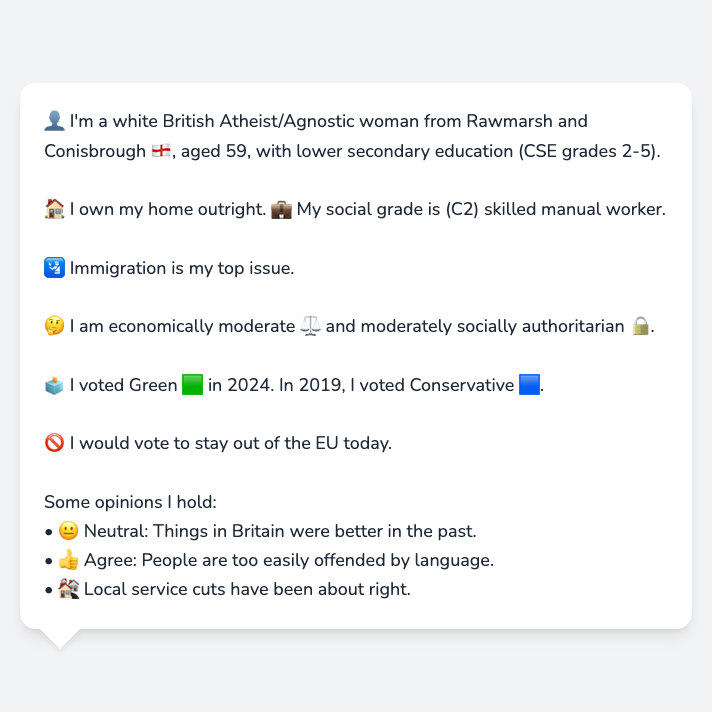 👤 I'm a white British Atheist/Agnostic woman from Rawmarsh and
Conisbrough 🏴󠁧󠁢󠁥󠁮󠁧󠁿, aged 59, with lower secondary education (CSE grades 2-5).
🏠 I own my home outright. 💼 My social grade is (C2) skilled manual worker.
🛂 Immigration is my top issue.
🤔 I am economically moderate ⚖️ and moderately socially authoritarian 🔒.
🗳️ I voted Green 🟩 in 2024. In 2019, I voted Conservative 🟦.
🚫 I would vote to stay out of the EU today.
Some opinions I hold:
• 😐 Neutral: Things in Britain were better in the past.
• 👍 Agree: People are too easily offended by language.
• 🏚️ Local service cuts have been about right.